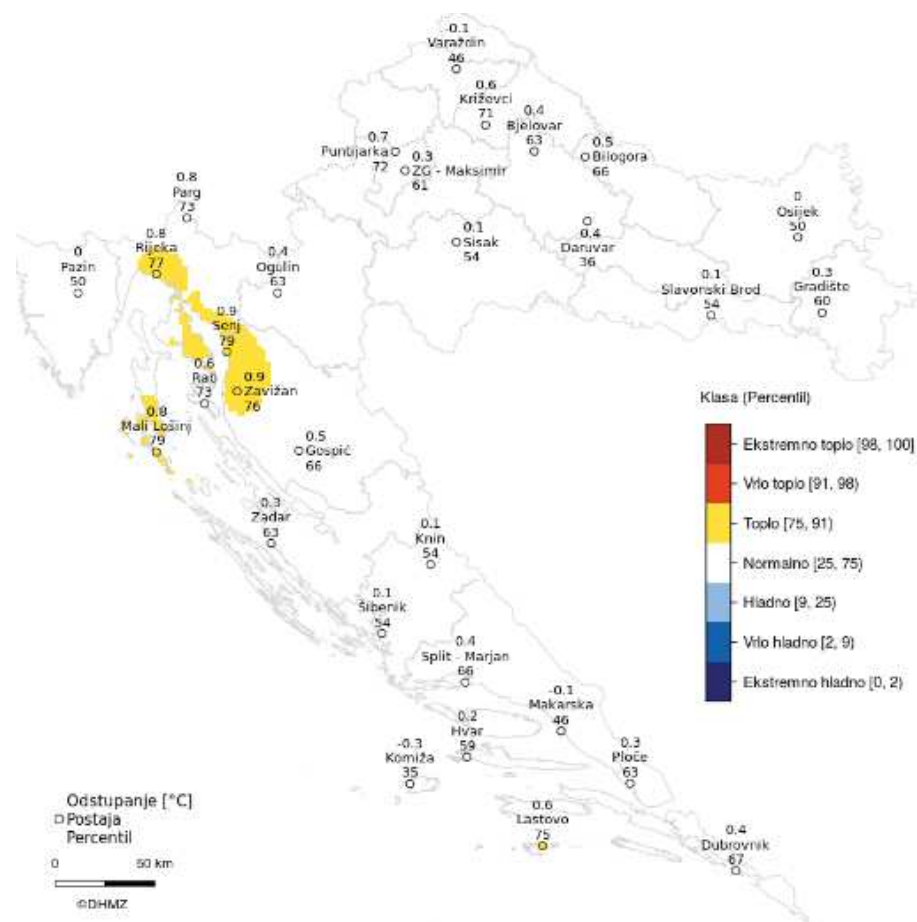 -0.1
Varaždin
46
0.6
Križevci
71
0.4
Bjelovar
63
0.7
Puntijarka
72
0.3
ZG - Maksimir
61
0.5
Bilogora
66
0.8
Parg
73
0
Osijek
50
0.8
Rijeka
77
0
Pazin
50
0.4
Ogulin
63
0.1
Sisak
54
0.4
Daruvar
36
0.1
Slavonski Brod
54
0.3
Gradište
60
0.9
Senj
79
0.6
Rab
73
0.9
Zavižan
76
0.8
Mali Lošinj
79
0.5
Gospić
66
0.3
Zadar
63
0.1
Knin
54
0.1
Šibenik
54
0.4
Split - Marjan
66
-0.1
Makarska
46
0.2
Hvar
59
-0.3
Komiža
35
0.3
Ploče
63
0.6
Lastovo
75
0.4
Dubrovnik
67
Klasa (Percentil)
Ekstremno toplo [98, 100]
Vrlo toplo [91, 98)
Toplo [75, 91)
Normalno [25, 75)
Hladno [9, 25)
Vrlo hladno [2, 9)
Ekstremno hladno [0, 2)
Odstupanje [°C]
Postaja
Percentil
0 50 km
©DHMZ